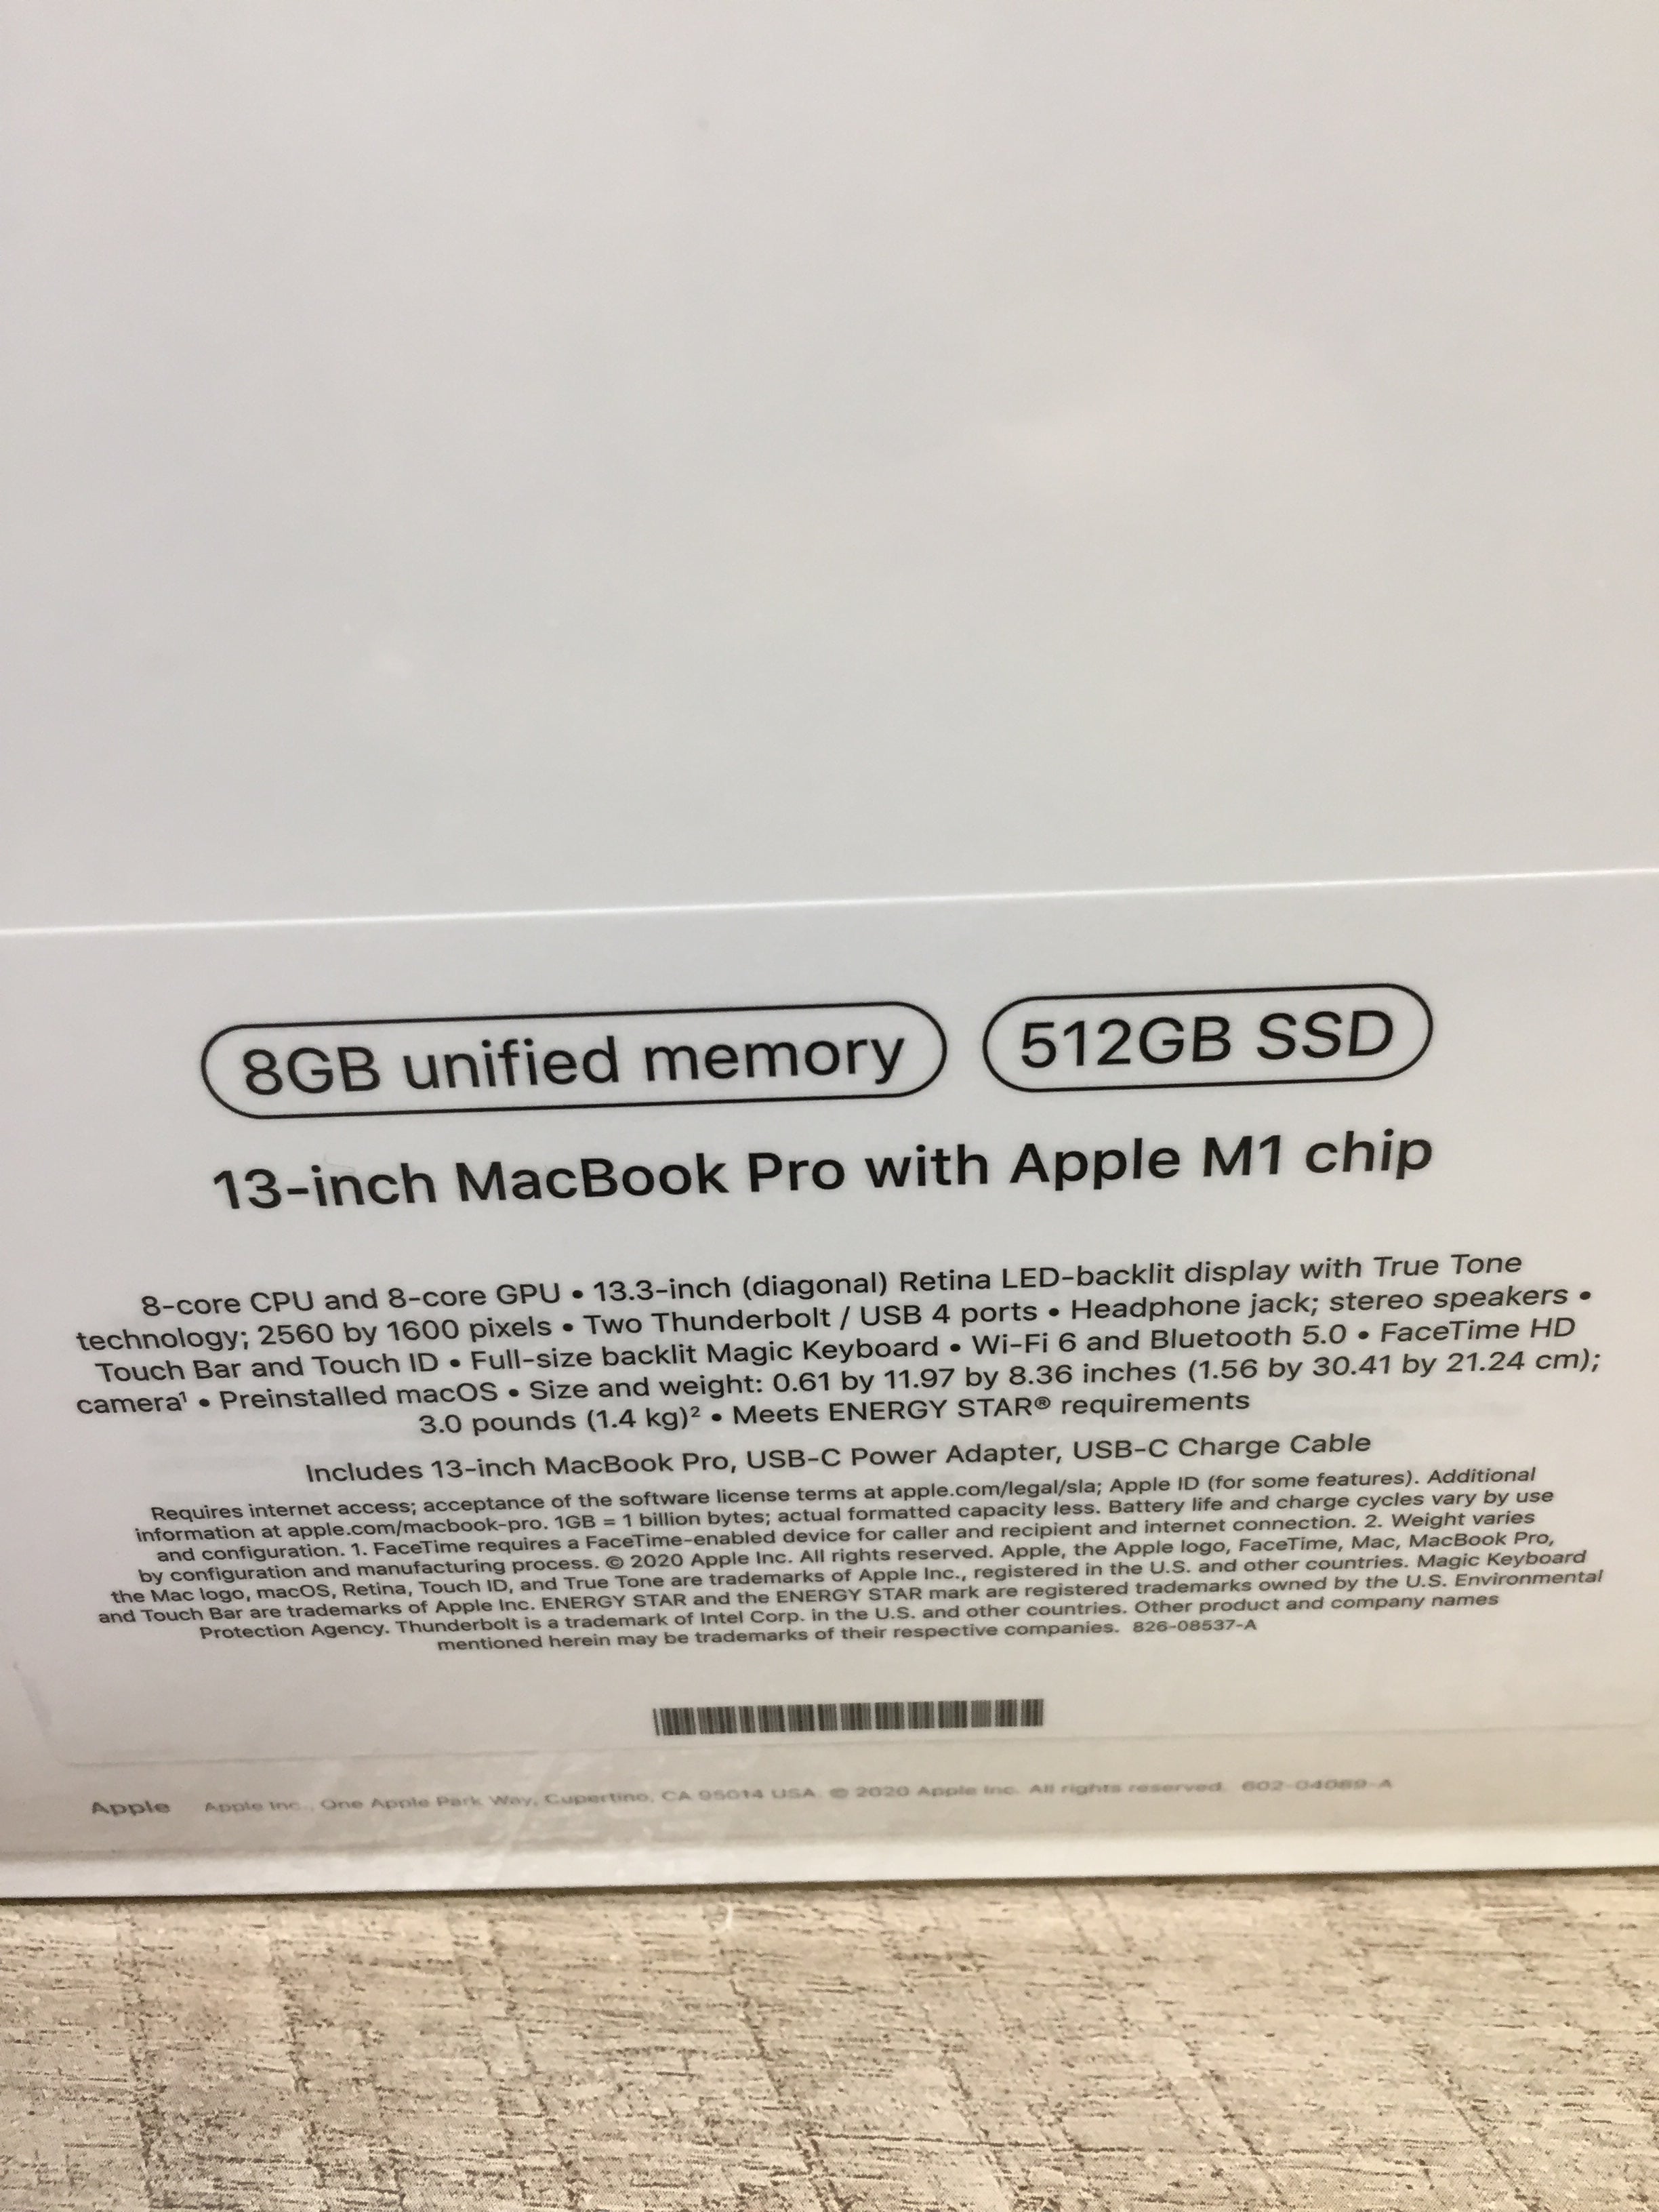 8GB unified memory 512GB SSD
13-inch MacBook Pro with Apple M1 chip
8-core CPU and 8-core GPU • 13.3-inch (diagonal) Retina LED-backlit display with True Tone
technology; 2560 by 1600 pixels • Two Thunderbolt / USB 4 ports • Headphone jack; stereo speakers •
Touch Bar and Touch ID • Full-size backlit Magic Keyboard • Wi-Fi 6 and Bluetooth 5.0 • FaceTime HD
camera¹ • Preinstalled macOS • Size and weight: 0.61 by 11.97 by 8.36 inches (1.56 by 30.41 by 21.24 cm);
3.0 pounds (1.4 kg)² • Meets ENERGY STAR® requirements
Includes 13-inch MacBook Pro, USB-C Power Adapter, USB-C Charge Cable
Requires internet access; acceptance of the software license terms at apple.com/legal/sla; Apple ID (for some features). Additional
information at apple.com/macbook-pro. 1GB = 1 billion bytes; actual formatted capacity less. Battery life and charge cycles vary by use
and configuration. 1. FaceTime requires a FaceTime-enabled device for caller and recipient and internet connection. 2. Weight varies
by configuration and manufacturing process. © 2020 Apple Inc. All rights reserved. Apple, the Apple logo, FaceTime, Mac, MacBook Pro,
the Mac logo, macOS, Retina, Touch ID, and True Tone are trademarks of Apple Inc., registered in the U.S. and other countries. Magic Keyboard
and Touch Bar are trademarks of Apple Inc. ENERGY STAR and the ENERGY STAR mark are registered trademarks owned by the U.S. Environmental
Protection Agency. Thunderbolt is a trademark of Intel Corp. in the U.S. and other countries. Other product and company names
mentioned herein may be trademarks of their respective companies. 826-08537-A
Apple Apple Inc., One Apple Park Way, Cupertino, CA 95014 USA. © 2020 Apple Inc. All rights reserved. 602-04069-A